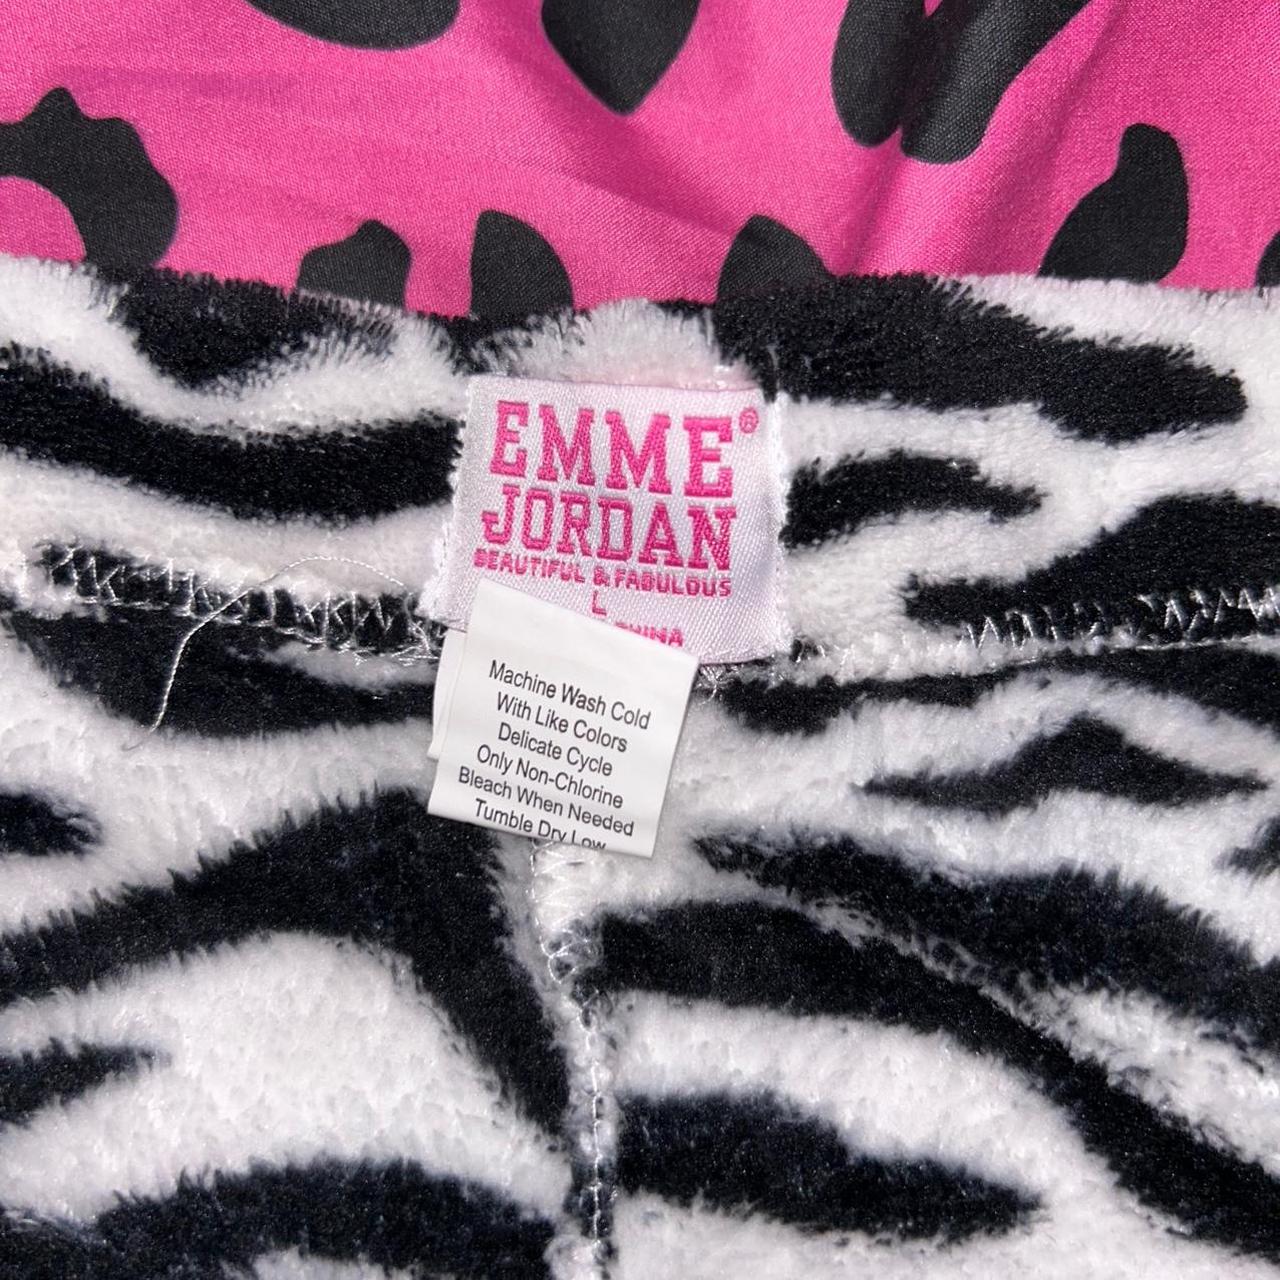 EMME®
JORDAN
BEAUTIFUL & FABULOUS
L
Machine Wash Cold
With Like Colors
Delicate Cycle
Only Non-Chlorine
Bleach When Needed
Tumble Dry Low